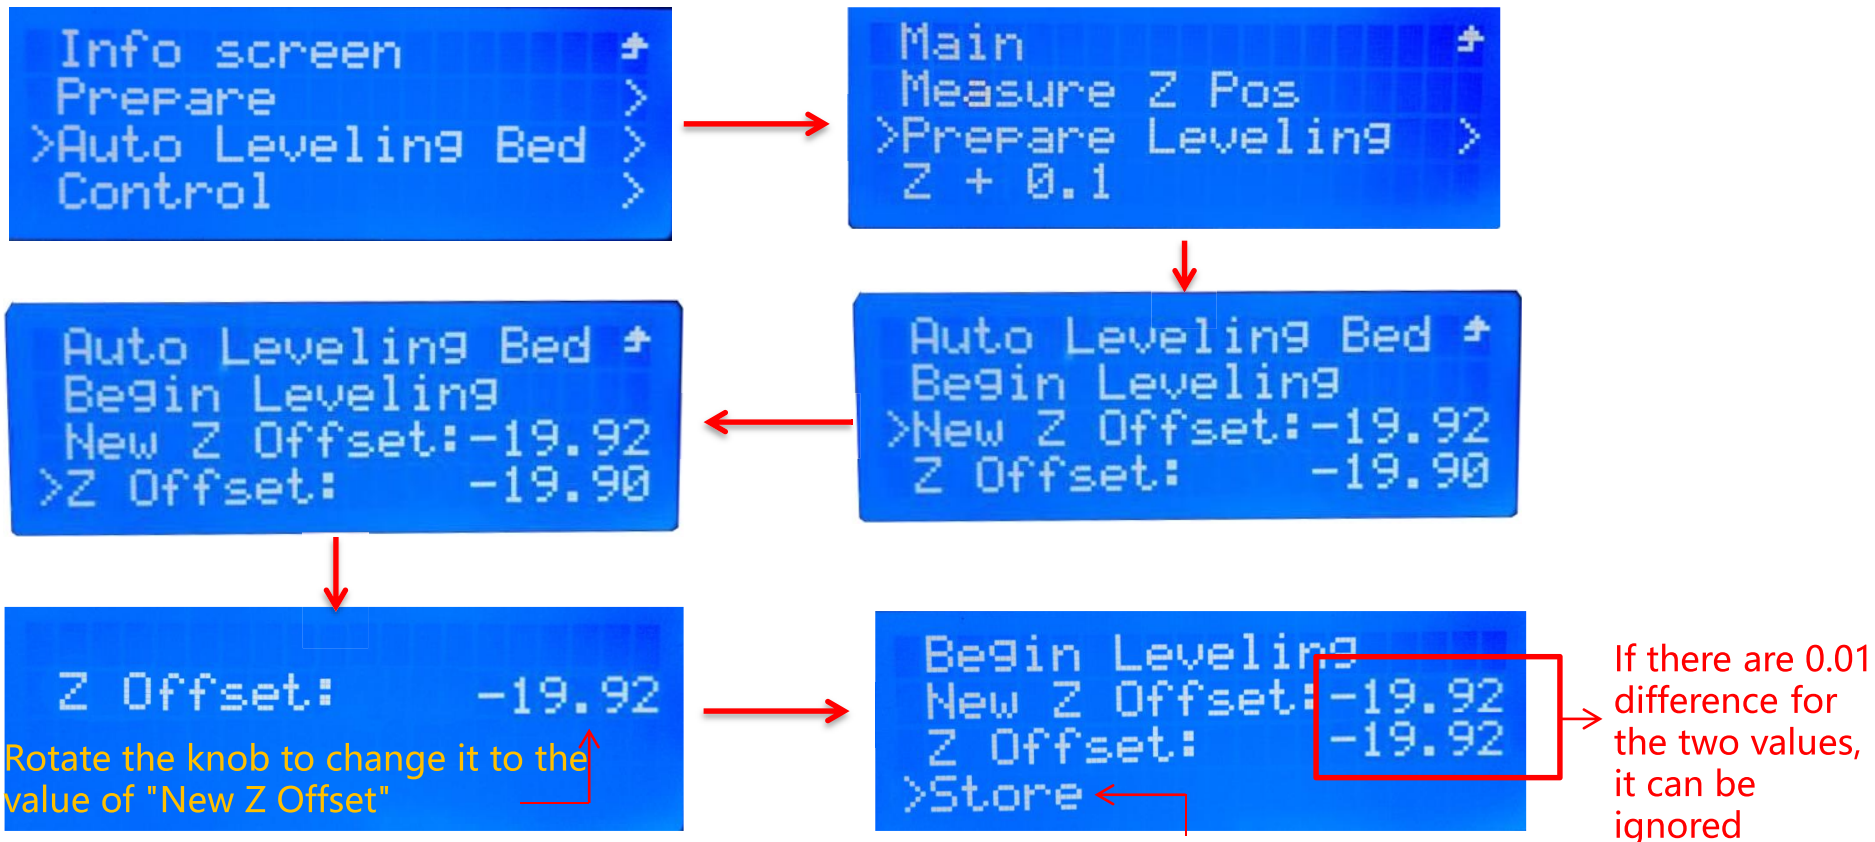 Info screen
Prepare >
>Auto Leveling Bed >
Control >
Main
Measure Z Pos
>Prepare Leveling >
Z + 0.1
Auto Leveling Bed
Begin Leveling
New Z Offset:-19.92
>Z Offset: -19.90
Auto Leveling Bed
Begin Leveling
>New Z Offset:-19.92
Z Offset: -19.90
Z Offset: -19.92
Rotate the knob to change it to the
value of "New Z Offset"
Begin Leveling
New Z Offset:-19.92
Z Offset: -19.92
>Store
If there are 0.01
difference for
the two values,
it can be
ignored